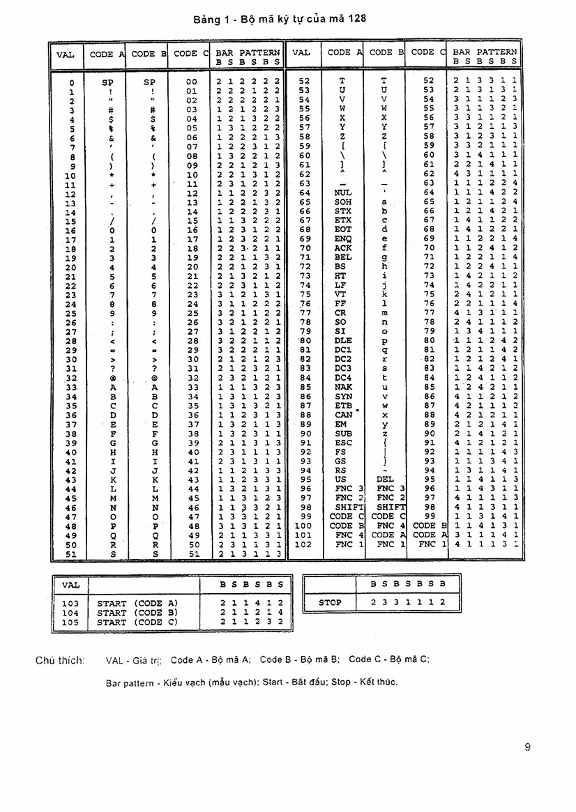 Bảng 1 - Bộ mã ký tự của mã 128
VAL CODE A CODE B CODE C BAR PATTERN VAL CODE A CODE B CODE C BAR PATTERN
B S B S B S B S B S B S
0 SP SP 00 2 1 2 2 2 2 52 T T 52 2 1 3 3 1 1
1 ! ! 01 2 2 2 1 2 2 53 U U 53 2 1 3 1 3 1
2 " " 02 2 2 2 2 2 1 54 V V 54 3 1 1 1 2 3
3 # # 03 1 2 1 2 2 3 55 W W 55 3 1 1 3 2 1
4 $ $ 04 1 2 1 3 2 2 56 X X 56 3 3 1 1 2 1
5 % % 05 1 3 1 2 2 2 57 Y Y 57 3 1 2 1 1 3
6 & & 06 1 2 2 2 1 3 58 Z Z 58 3 1 2 3 1 1
7 ' ' 07 1 2 2 3 1 2 59 [ [ 59 3 3 2 1 1 1
8 ( ( 08 1 3 2 2 1 2 60 \ \ 60 3 1 4 1 1 1
9 ) ) 09 2 2 1 2 1 3 61 ] ] 61 2 2 1 4 1 1
10 * * 10 2 2 1 3 1 2 62 ^ ^ 62 4 3 1 1 1 1
11 + + 11 2 3 1 2 1 2 63 _ _ 63 1 1 1 2 2 4
12 , , 12 1 1 2 2 3 2 64 NUL ' 64 1 1 1 4 2 2
13 - - 13 1 2 2 1 3 2 65 SOH a 65 1 2 1 1 2 4
14 . . 14 1 2 2 2 3 1 66 STX b 66 1 2 1 4 2 1
15 / / 15 1 1 3 2 2 2 67 ETX c 67 1 4 1 1 2 2
16 0 0 16 1 2 3 1 2 2 68 EOT d 68 1 4 1 2 2 1
17 1 1 17 1 2 3 2 2 1 69 ENQ e 69 1 1 2 2 1 4
18 2 2 18 2 2 3 2 1 1 70 ACK f 70 1 1 2 4 1 2
19 3 3 19 2 2 1 1 3 2 71 BEL g 71 1 2 2 1 1 4
20 4 4 20 2 2 1 2 3 1 72 BS h 72 1 2 2 4 1 1
21 5 5 21 2 1 3 2 1 2 73 HT i 73 1 4 2 1 1 2
22 6 6 22 2 2 3 1 1 2 74 LF j 74 1 4 2 2 1 1
23 7 7 23 3 1 2 1 3 1 75 VT k 75 2 4 1 2 1 1
24 8 8 24 3 1 1 2 2 2 76 FF l 76 2 2 1 1 1 4
25 9 9 25 3 2 1 1 2 2 77 CR m 77 4 1 3 1 1 1
26 : : 26 3 2 1 2 2 1 78 SO n 78 2 4 1 1 1 2
27 ; ; 27 3 1 2 2 1 2 79 SI o 79 1 3 4 1 1 1
28 < < 28 3 2 2 1 1 2 80 DLE p 80 1 1 1 2 4 2
29 = = 29 3 2 2 2 1 1 81 DC1 q 81 1 2 1 1 4 2
30 > > 30 2 1 2 1 2 3 82 DC2 r 82 1 2 1 2 4 1
31 ? ? 31 2 1 2 3 2 1 83 DC3 s 83 1 1 4 2 1 2
32 @ @ 32 2 3 2 1 2 1 84 DC4 t 84 1 2 4 1 1 2
33 A A 33 1 1 1 3 2 3 85 NAK u 85 1 2 4 2 1 1
34 B B 34 1 3 1 1 2 3 86 SYN v 86 4 1 1 2 1 2
35 C C 35 1 3 1 3 2 1 87 ETB w 87 4 2 1 1 1 2
36 D D 36 1 1 2 3 1 3 88 CAN x 88 4 2 1 2 1 1
37 E E 37 1 3 2 1 1 3 89 EM y 89 2 1 2 1 4 1
38 F F 38 1 3 2 3 1 1 90 SUB z 90 2 1 4 1 2 1
39 G G 39 2 1 1 3 1 3 91 ESC { 91 4 1 2 1 2 1
40 H H 40 2 3 1 1 1 3 92 FS | 92 1 1 1 1 4 3
41 I I 41 2 3 1 3 1 1 93 GS } 93 1 1 1 3 4 1
42 J J 42 1 1 2 1 3 3 94 RS ~ 94 1 3 1 1 4 1
43 K K 43 1 1 2 3 3 1 95 US DEL 95 1 1 4 1 1 3
44 L L 44 1 3 2 1 3 1 96 FNC 3 FNC 3 96 1 1 4 3 1 1
45 M M 45 1 1 3 1 2 3 97 FNC 2 FNC 2 97 4 1 1 1 1 3
46 N N 46 1 1 3 3 2 1 98 SHIFT SHIFT 98 4 1 1 3 1 1
47 O O 47 1 3 3 1 2 1 99 CODE C CODE C 99 1 1 3 1 4 1
48 P P 48 3 1 3 1 2 1 100 CODE B FNC 4 CODE B 1 1 4 1 3 1
49 Q Q 49 2 1 1 3 3 1 101 FNC 4 CODE A CODE A 3 1 1 1 4 1
50 R R 50 2 3 1 1 3 1 102 FNC 1 FNC 1 FNC 1 4 1 1 1 3 1
51 S S 51 2 1 3 1 1 3
VAL B S B S B S B S B S B S B
103 START (CODE A) 2 1 1 4 1 2 STOP 2 3 3 1 1 1 2
104 START (CODE B) 2 1 1 2 1 4
105 START (CODE C) 2 1 1 2 3 2
Chú thích: VAL - Giá trị; Code A - Bộ mã A; Code B - Bộ mã B; Code C - Bộ mã C;
Bar pattern - Kiểu vạch (mẫu vạch); Start - Bắt đầu; Stop - Kết thúc.
9